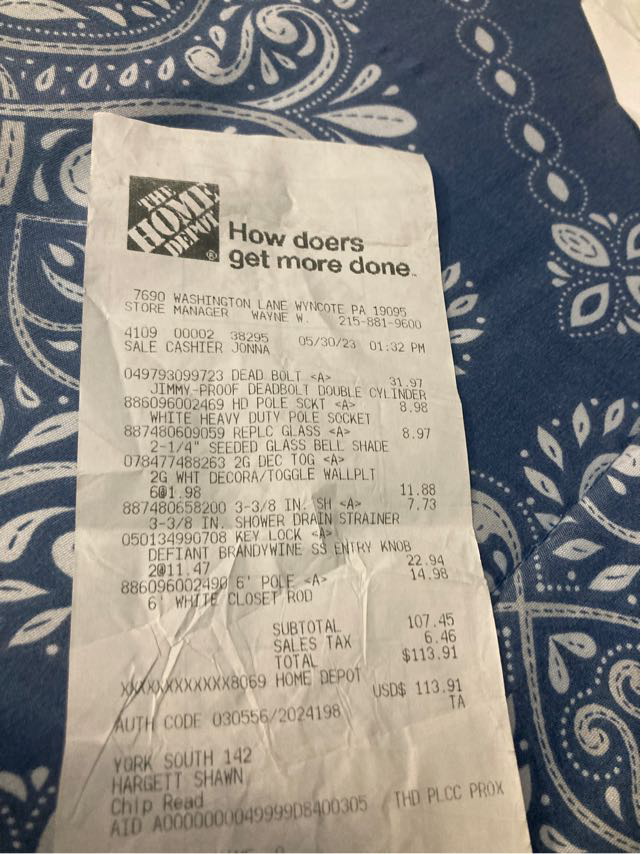 THE
HOME
DEPOT
How doers
get more done™
7690 WASHINGTON LANE WYNCOTE PA 19095
STORE MANAGER WAYNE W. 215-881-9600
4109 00002 38295 05/30/23 01:32 PM
SALE CASHIER JONNA
049793099723 DEAD BOLT <A> 31.97
JIMMY-PROOF DEADBOLT DOUBLE CYLINDER
886096002469 HD POLE SCKT <A> 8.98
WHITE HEAVY DUTY POLE SOCKET
887480609059 REPLC GLASS <A> 8.97
2-1/4" SEEDED GLASS BELL SHADE
078477488263 2G DEC TOG <A>
2G WHT DECORA/TOGGLE WALLPLT
6@1.98 11.88
887480658200 3-3/8 IN. SH <A> 7.73
3-3/8 IN. SHOWER DRAIN STRAINER
050134990708 KEY LOCK <A>
DEFIANT BRANDYWINE SS ENTRY KNOB
2@11.47 22.94
886096002490 6' POLE <A> 14.98
6' WHITE CLOSET ROD
SUBTOTAL 107.45
SALES TAX 6.46
TOTAL $113.91
XXXXXXXXXXXX8069 HOME DEPOT
USD$ 113.91
AUTH CODE 030556/2024198 TA
YORK SOUTH 142
HARGETT SHAWN
Chip Read
AID A0000000049999D8400305 THD PLCC PROX